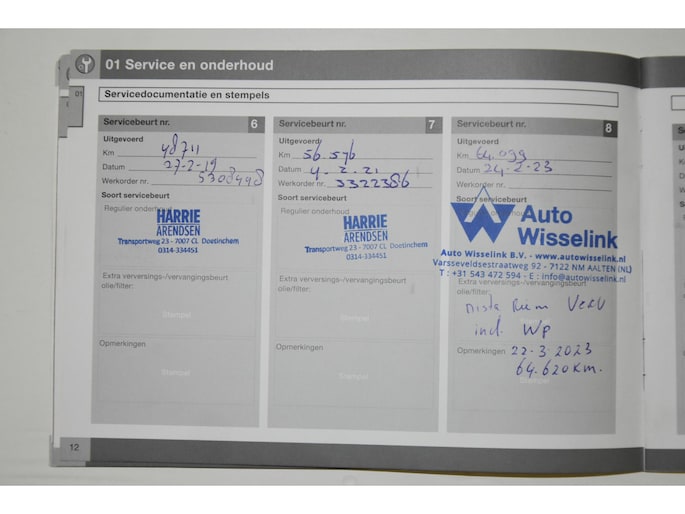 01 Service en onderhoud
01
Servicedocumentatie en stempels
Servicebeurt nr. 6
Uitgevoerd
Km 48711
Datum 27-2-19
Werkorder nr. 5308448
Soort servicebeurt
Regulier onderhoud
HARRIE
ARENDSEN
Transportweg 23 - 7007 CL Doetinchem
0314-334451
Extra verversings-/vervangingsbeurt
olie/filter:
Stempel
Opmerkingen
Stempel
Servicebeurt nr. 7
Uitgevoerd
Km 56.576
Datum 4.2.21
Werkorder nr. 3322386
Soort servicebeurt
Regulier onderhoud
HARRIE
ARENDSEN
Transportweg 23 - 7007 CL Doetinchem
0314-334451
Extra verversings-/vervangingsbeurt
olie/filter:
Stempel
Opmerkingen
Stempel
Servicebeurt nr. 8
Uitgevoerd
Km 64.099
Datum 24-2-23
Werkorder nr.
Soort servicebeurt
Auto
Wisselink
Auto Wisselink B.V. - www.autowisselink.nl
Varsseveldsestraatweg 92 - 7122 NM AALTEN (NL)
T : +31 543 472 594 - E : info@autowisselink.nl
Extra verversings-/vervangingsbeurt
olie/filter:
Dista Riem Verv
incl. Wp
Opmerkingen 22-3-2023
64.620 km.
Stempel
12